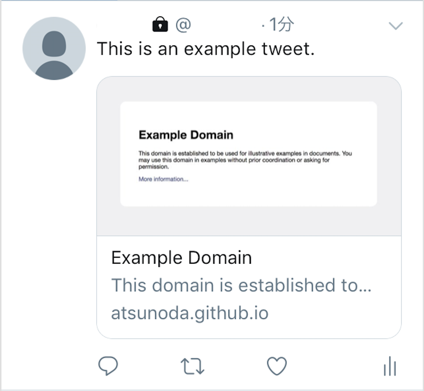 @ ・1分
This is an example tweet.
Example Domain
This domain is established to be used for illustrative examples in documents. You
may use this domain in examples without prior coordination or asking for
permission.
More information...
Example Domain
This domain is established to...
atsunoda.github.io